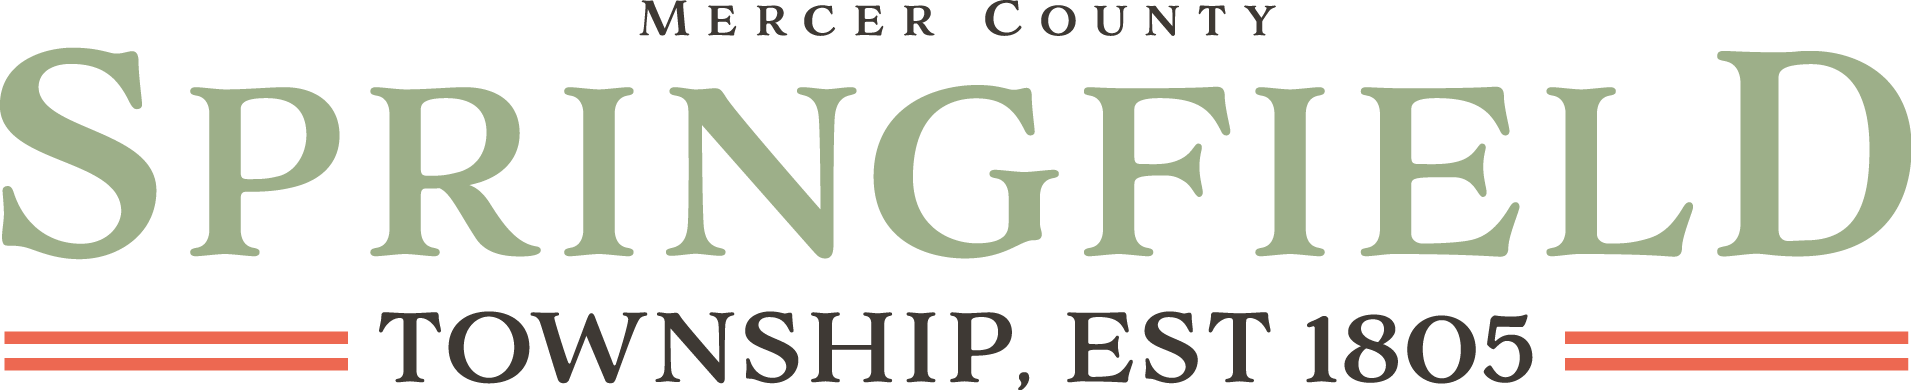 MERCER COUNTY
SPRINGFIELD
TOWNSHIP, EST 1805